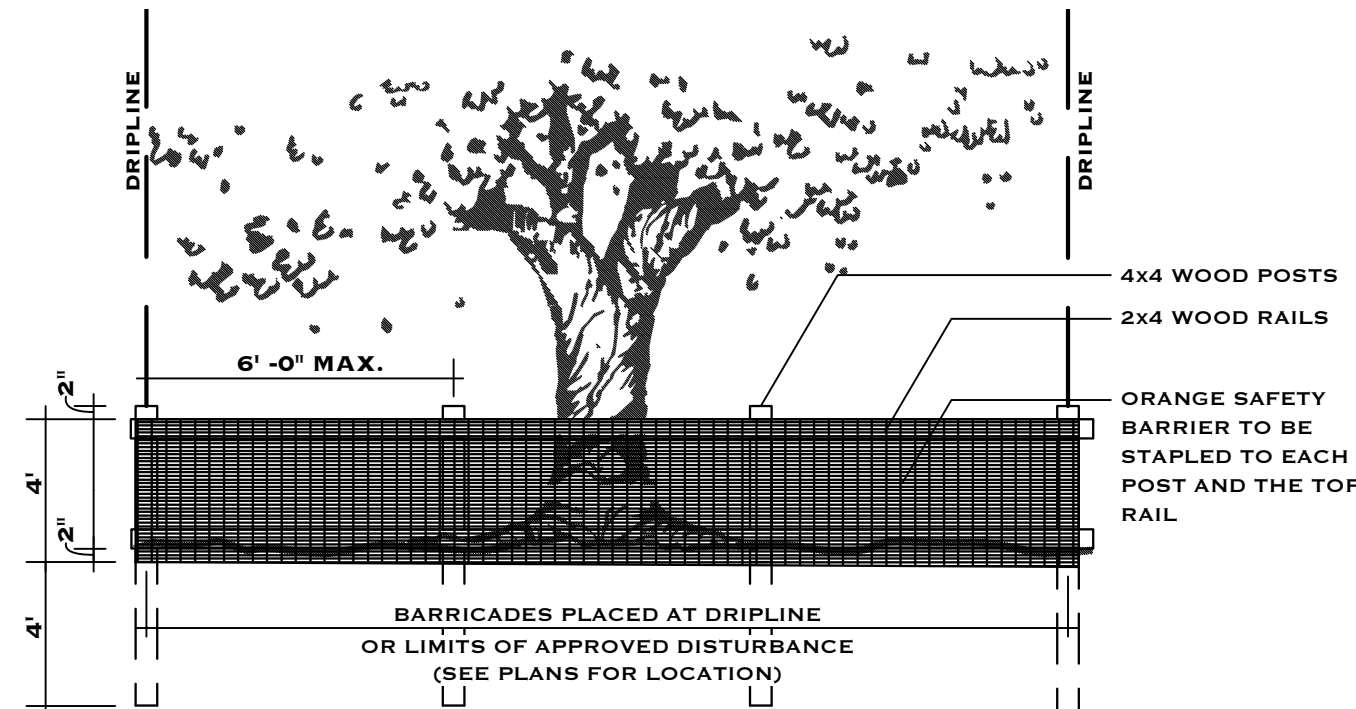 DRIPLINE
DRIPLINE
4x4 WOOD POSTS
2x4 WOOD RAILS
6' -0" MAX.
2"
ORANGE SAFETY
BARRIER TO BE
STAPLED TO EACH
POST AND THE TOP
RAIL
4'
2"
4'
BARRICADES PLACED AT DRIPLINE
OR LIMITS OF APPROVED DISTURBANCE
(SEE PLANS FOR LOCATION)